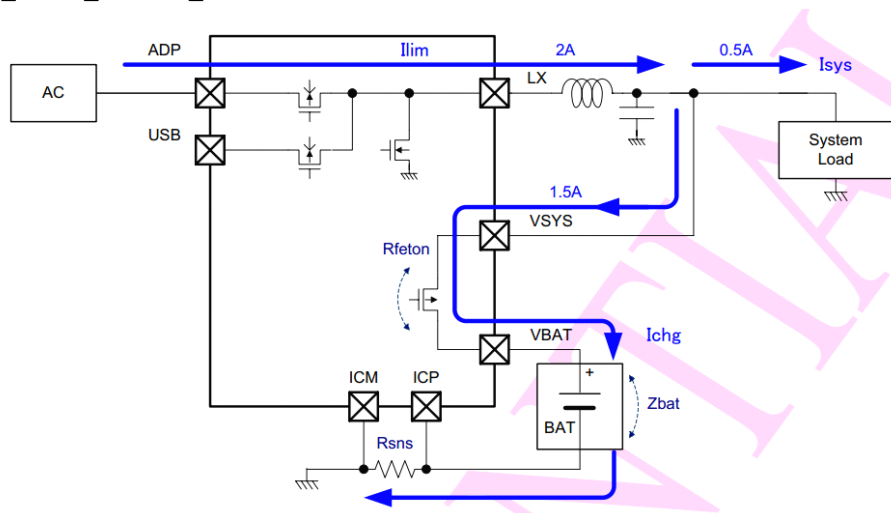 ADP
Ilim
2A
0.5A
Isys
AC
LX
USB
System
Load
1.5A
VSYS
Rfeton
VBAT
Ichg
ICM
ICP
+
Zbat
BAT
Rsns
NTIAL